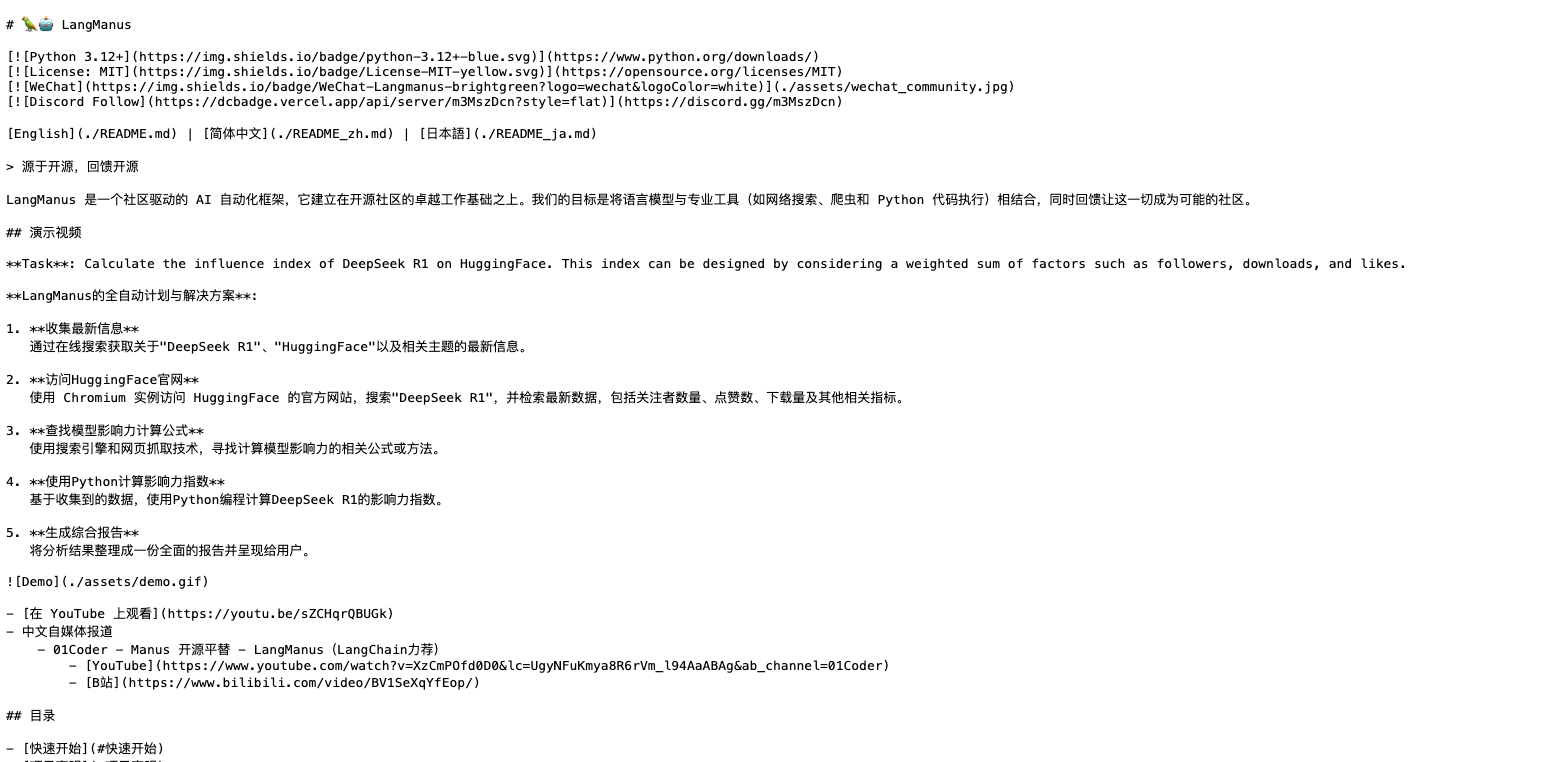 # 🦜🤖 LangManus

[![Python 3.12+](https://img.shields.io/badge/python-3.12+-blue.svg)](https://www.python.org/downloads/)
[![License: MIT](https://img.shields.io/badge/License-MIT-yellow.svg)](https://opensource.org/licenses/MIT)
[![WeChat](https://img.shields.io/badge/WeChat-Langmanus-brightgreen?logo=wechat&logoColor=white)](./assets/wechat_community.jpg)
[![Discord Follow](https://dcbadge.vercel.app/api/server/m3MszDcn?style=flat)](https://discord.gg/m3MszDcn)

[English](./README.md) | [简体中文](./README_zh.md) | [日本語](./README_ja.md)

> 源于开源，回馈开源

LangManus 是一个社区驱动的 AI 自动化框架，它建立在开源社区的卓越工作基础之上。我们的目标是将语言模型与专业工具（如网络搜索、爬虫和 Python 代码执行）相结合，同时回馈让这一切成为可能的社区。

## 演示视频

**Task**: Calculate the influence index of DeepSeek R1 on HuggingFace. This index can be designed by considering a weighted sum of factors such as followers, downloads, and likes.

**LangManus的全自动计划与解决方案**:

1. **收集最新信息**
   通过在线搜索获取关于"DeepSeek R1"、"HuggingFace"以及相关主题的最新信息。

2. **访问HuggingFace官网**
   使用 Chromium 实例访问 HuggingFace 的官方网站，搜索"DeepSeek R1"，并检索最新数据，包括关注者数量、点赞数、下载量及其他相关指标。

3. **查找模型影响力计算公式**
   使用搜索引擎和网页抓取技术，寻找计算模型影响力的相关公式或方法。

4. **使用Python计算影响力指数**
   基于收集到的数据，使用Python编程计算DeepSeek R1的影响力指数。

5. **生成综合报告**
   将分析结果整理成一份全面的报告并呈现给用户。

![Demo](./assets/demo.gif)

- [在 YouTube 上观看](https://youtu.be/sZCHqrQBUGk)
- 中文自媒体报道
    - 01Coder - Manus 开源平替 - LangManus（LangChain力荐）
        - [YouTube](https://www.youtube.com/watch?v=XzCmPOfd0D0&lc=UgyNFuKmya8R6rVm_l94AaABAg&ab_channel=01Coder)
        - [B站](https://www.bilibili.com/video/BV1SeXqYfEop/)

## 目录

- [快速开始](#快速开始)